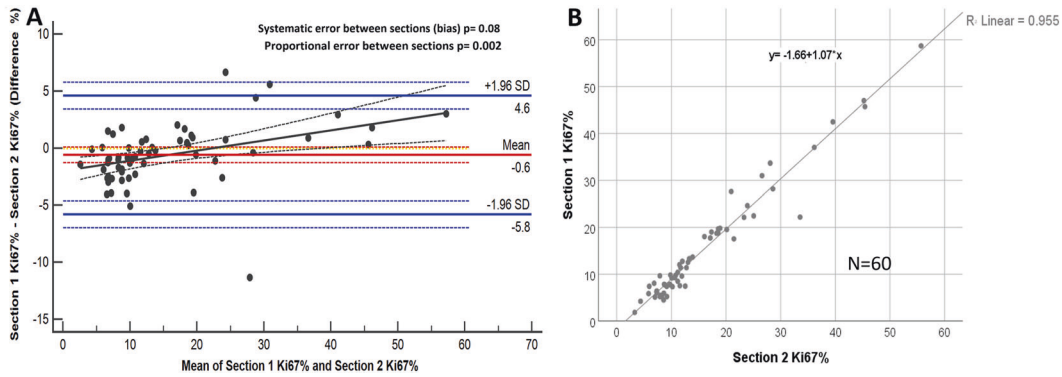 A
Systematic error between sections (bias) p= 0.08
Proportional error between sections p= 0.002
Section 1 Ki67% - Section 2 Ki67% (Difference %)
10
5
0
-5
-10
-15
+1.96 SD
4.6
Mean
-0.6
-1.96 SD
-5.8
0 10 20 30 40 50 60 70
Mean of Section 1 Ki67% and Section 2 Ki67%
B
R² Linear = 0.955
y= -1.66+1.07*x
Section 1 Ki67%
60
50
40
30
20
10
0
N=60
0 10 20 30 40 50 60
Section 2 Ki67%